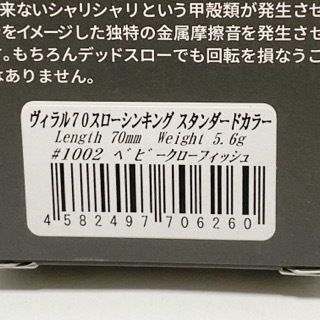 来ないシャリシャリという甲殻類が発生させ
をイメージした独特の金属摩擦音を発生させ
す。もちろんデッドスローでも回転を損なうこ
はありません。
ヴィラル70スローシンキング スタンダードカラー
Length 70mm Weight 5.6g
#1002 ベビークローフィッシュ
4 582497 706260